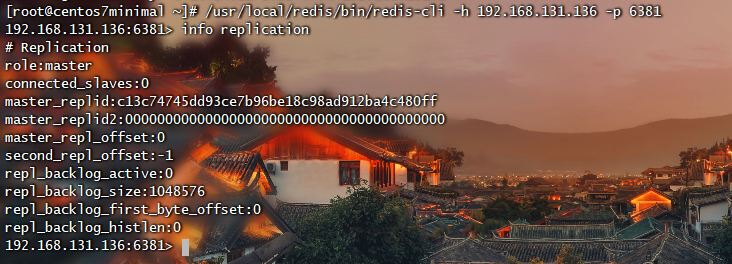 [root@centos7minimal ~]# /usr/local/redis/bin/redis-cli -h 192.168.131.136 -p 6381
192.168.131.136:6381> info replication
# Replication
role:master
connected_slaves:0
master_replid:c13c74745dd93ce7b96be18c98ad912ba4c480ff
master_replid2:0000000000000000000000000000000000000000
master_repl_offset:0
second_repl_offset:-1
repl_backlog_active:0
repl_backlog_size:1048576
repl_backlog_first_byte_offset:0
repl_backlog_histlen:0
192.168.131.136:6381>